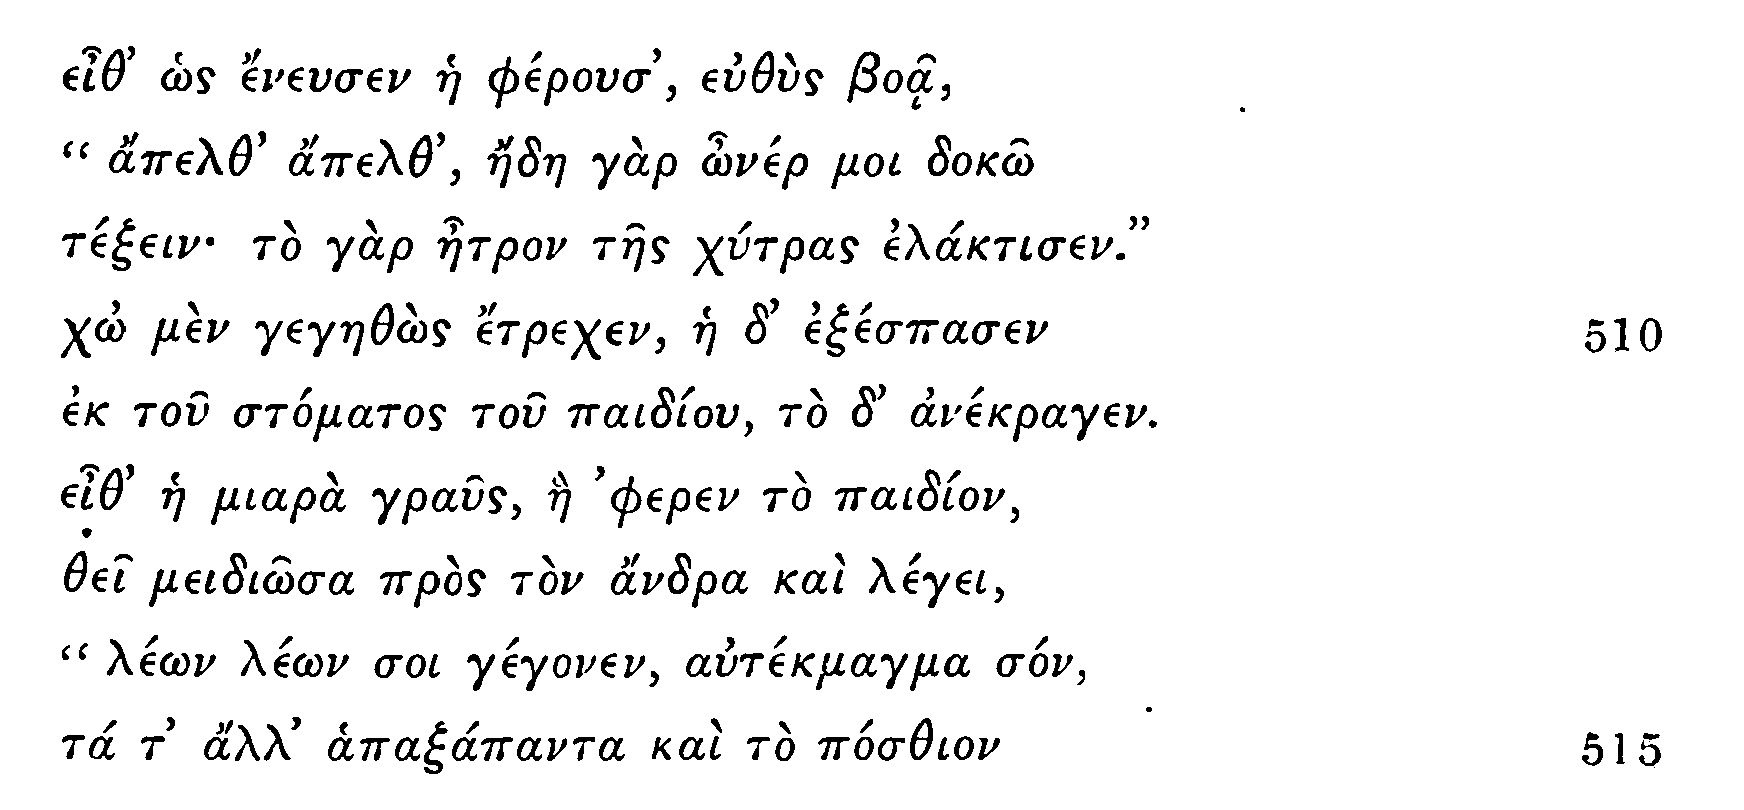 εἶθ’ ὡς ἔνευσεν ἡ φέρουσ’, εὐθὺς βοᾷ,
“ ἄπελθ’ ἄπελθ’, ἤδη γὰρ ὦνέρ μοι δοκῶ
τέξειν· τὸ γὰρ ἦτρον τῆς χύτρας ἐλάκτισεν.”
χὠ μὲν γεγηθὼς ἔτρεχεν, ἡ δ’ ἐξέσπασεν 510
ἐκ τοῦ στόματος τοῦ παιδίου, τὸ δ’ ἀνέκραγεν.
εἶθ’ ἡ μιαρὰ γραῦς, ἣ ’φερεν τὸ παιδίον,
θεῖ μειδιῶσα πρὸς τὸν ἄνδρα καὶ λέγει,
“ λέων λέων σοι γέγονεν, αὐτέκμαγμα σόν,
τά τ’ ἄλλ’ ἁπαξάπαντα καὶ τὸ πόσθιον 515